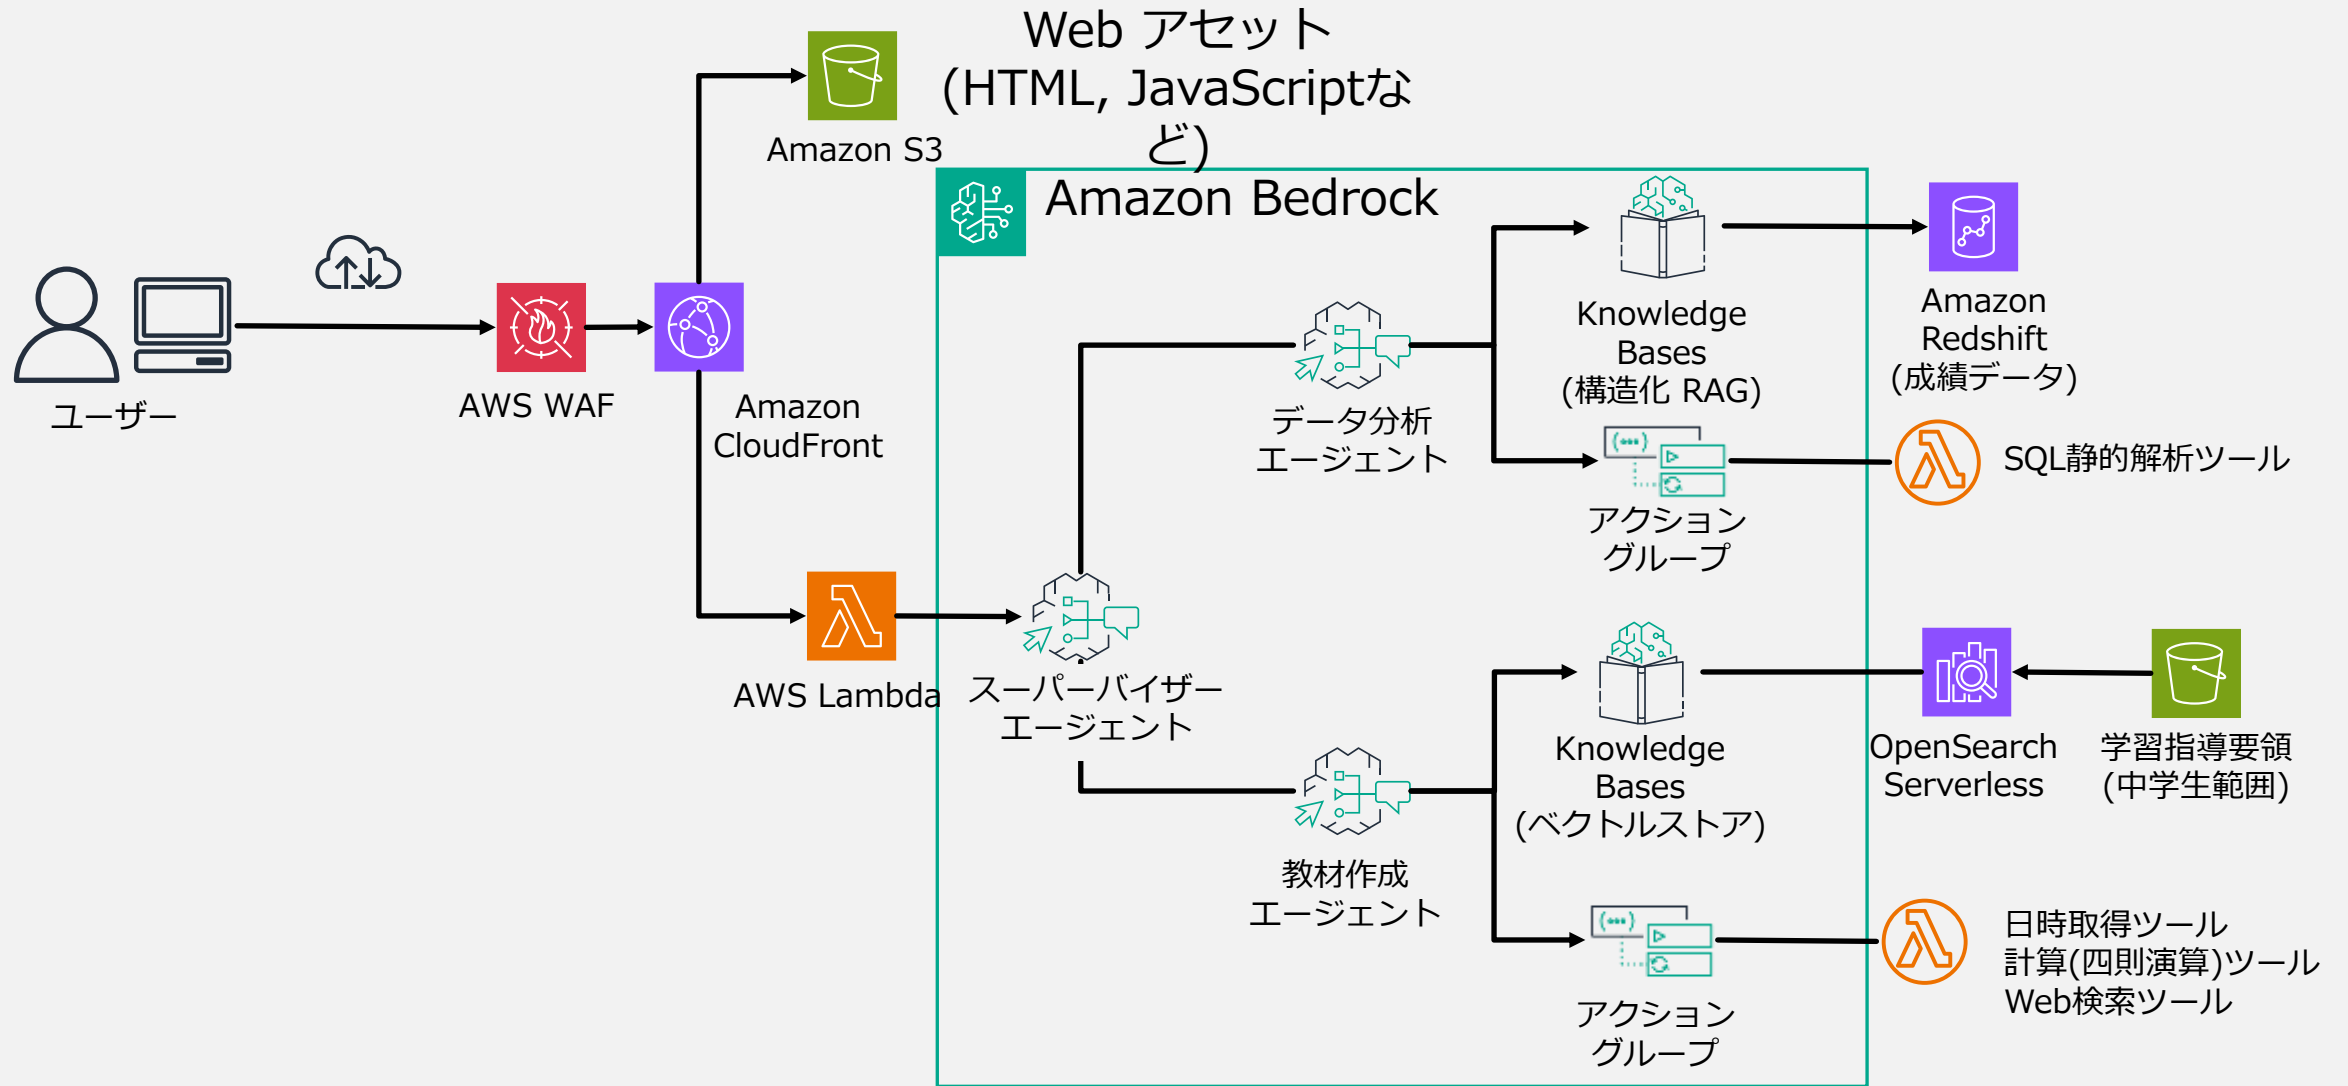 Web アセット
(HTML, JavaScriptな
ど)
Amazon S3
Amazon Bedrock
ユーザー
AWS WAF
Amazon
CloudFront
AWS Lambda
スーパーバイザー
エージェント
データ分析
エージェント
Knowledge
Bases
(構造化 RAG)
Amazon
Redshift
(成績データ)
アクション
グループ
SQL静的解析ツール
教材作成
エージェント
Knowledge
Bases
(ベクトルストア)
OpenSearch
Serverless
学習指導要領
(中学生範囲)
アクション
グループ
日時取得ツール
計算(四則演算)ツール
Web検索ツール